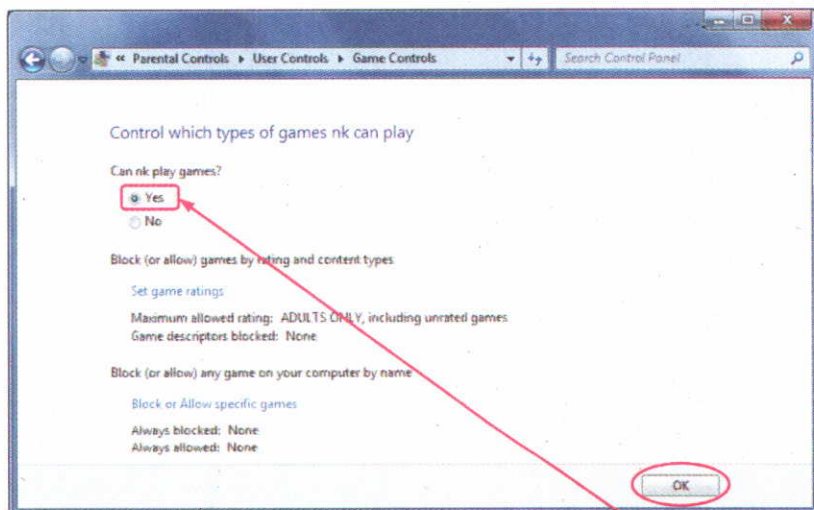 « Parental Controls ▸ User Controls ▸ Game Controls
Search Control Panel
Control which types of games nk can play
Can nk play games?
Yes
No
Block (or allow) games by rating and content types
Set game ratings
Maximum allowed rating: ADULTS ONLY, including unrated games
Game descriptors blocked: None
Block (or allow) any game on your computer by name
Block or Allow specific games
Always blocked: None
Always allowed: None
OK